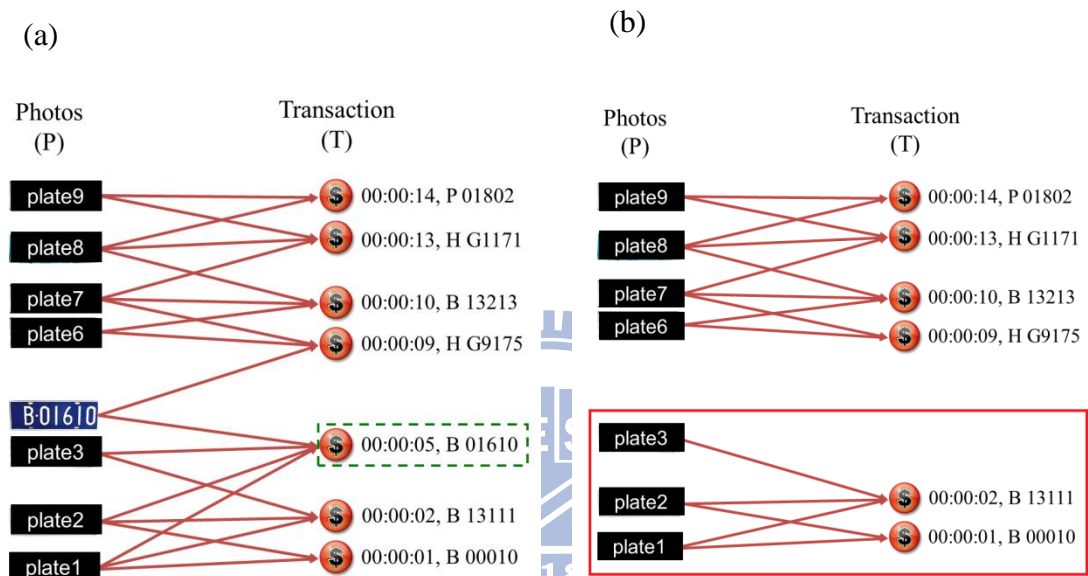 (a)
Photos
(P)
Transaction
(T)
plate9
00:00:14, P 01802
plate8
00:00:13, H G1171
plate7
00:00:10, B 13213
plate6
00:00:09, H G9175
B·01610
plate3
00:00:05, B 01610
plate2
00:00:02, B 13111
plate1
00:00:01, B 00010
(b)
Photos
(P)
Transaction
(T)
plate9
00:00:14, P 01802
plate8
00:00:13, H G1171
plate7
00:00:10, B 13213
plate6
00:00:09, H G9175
plate3
plate2
00:00:02, B 13111
plate1
00:00:01, B 00010